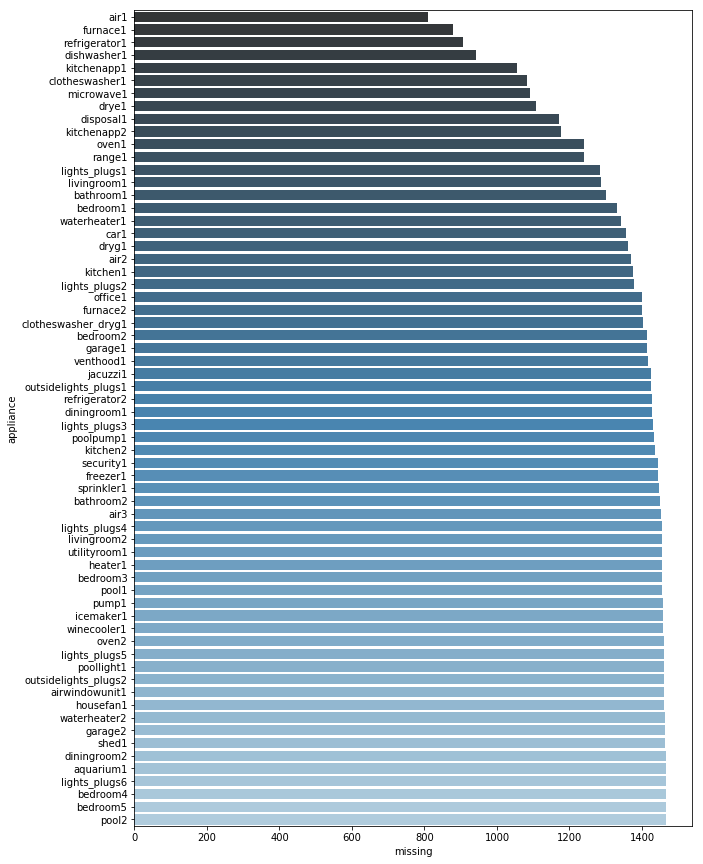 air1
furnace1
refrigerator1
dishwasher1
kitchenapp1
clotheswasher1
microwave1
drye1
disposal1
kitchenapp2
oven1
range1
lights_plugs1
livingroom1
bathroom1
bedroom1
waterheater1
car1
dryg1
air2
kitchen1
lights_plugs2
office1
furnace2
clotheswasher_dryg1
bedroom2
garage1
venthood1
jacuzzi1
outsidelights_plugs1
refrigerator2
diningroom1
lights_plugs3
poolpump1
kitchen2
security1
freezer1
sprinkler1
bathroom2
air3
lights_plugs4
livingroom2
utilityroom1
heater1
bedroom3
pool1
pump1
icemaker1
winecooler1
oven2
lights_plugs5
poollight1
outsidelights_plugs2
airwindowunit1
housefan1
waterheater2
garage2
shed1
diningroom2
aquarium1
lights_plugs6
bedroom4
bedroom5
pool2
appliance
0 200 400 600 800 1000 1200 1400
missing